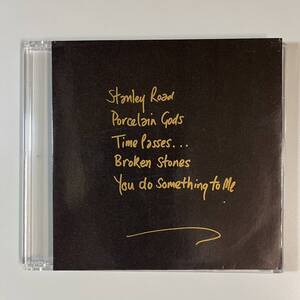 Stanley Road
Porcelain Gods
Time Passes...
Broken Stones
You do Something to Me